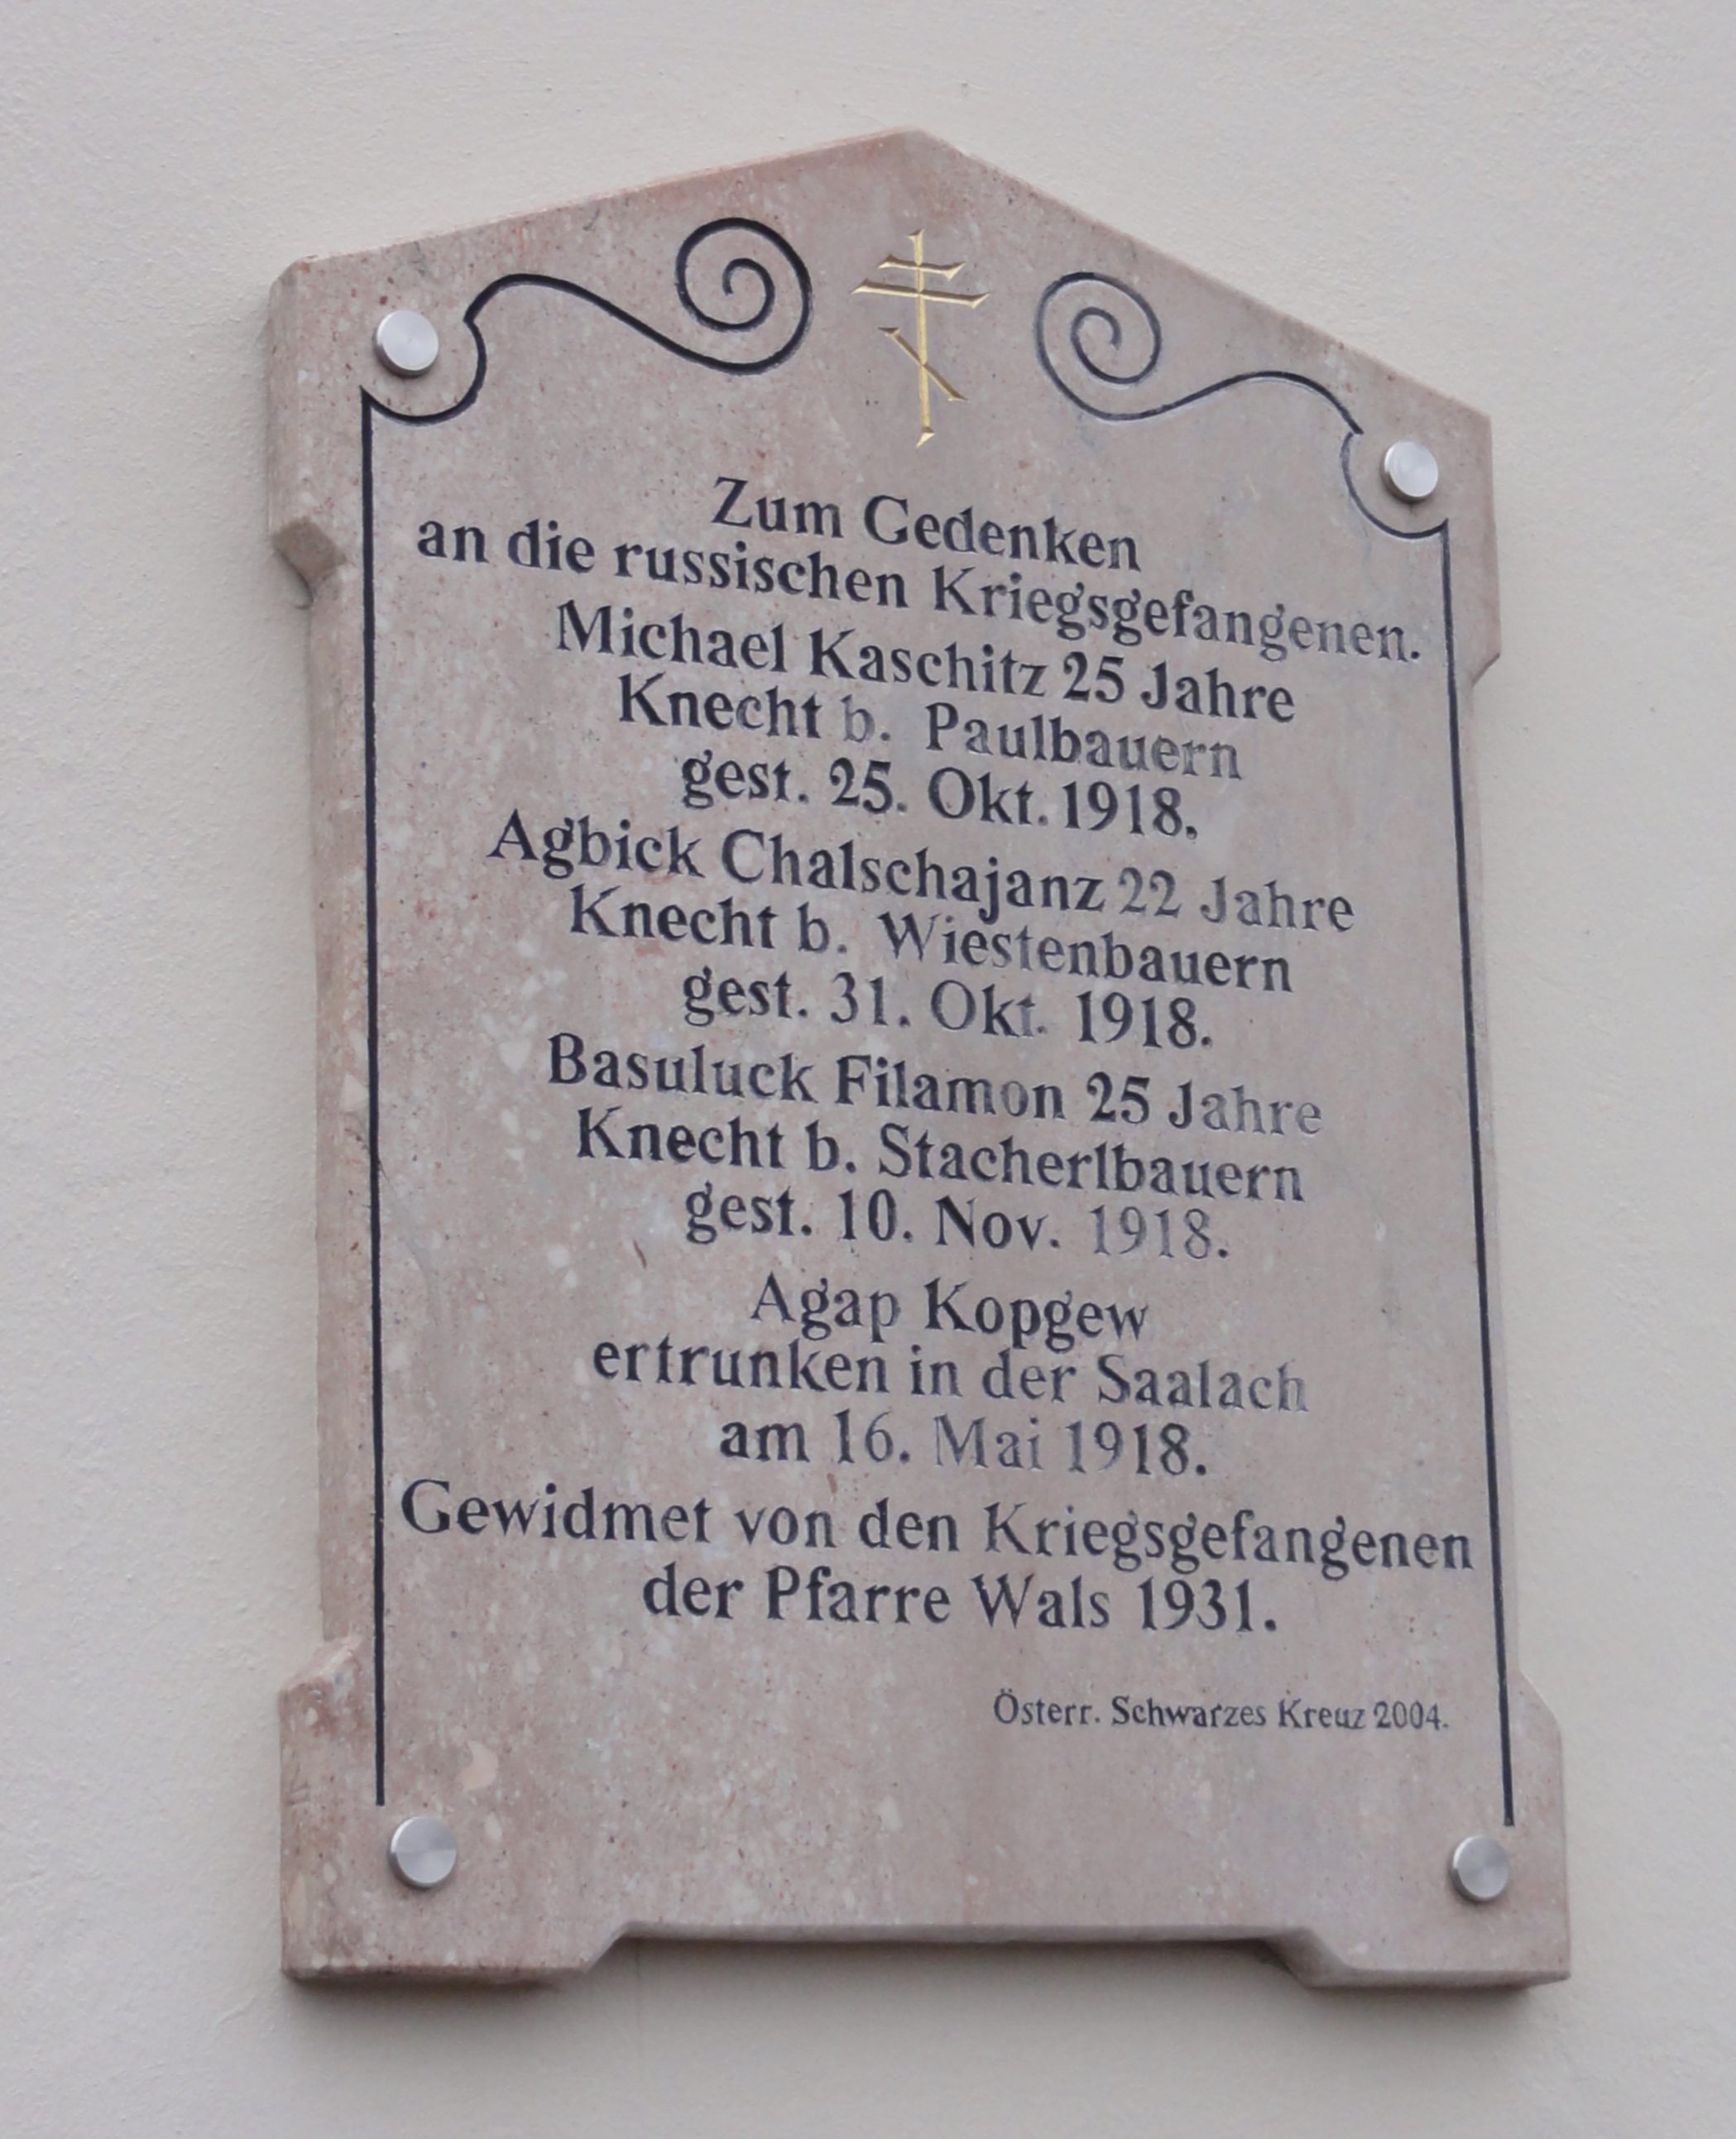 Zum Gedenken
an die russischen Kriegsgefangenen.
Michael Kaschitz 25 Jahre
Knecht b. Paulbauern
gest. 25. Okt. 1918.
Agbick Chalschajanz 22 Jahre
Knecht b. Wiestenbauern
gest. 31. Okt. 1918.
Basuluck Filamon 25 Jahre
Knecht b. Stacherlbauern
gest. 10. Nov. 1918.
Agap Kopgew
ertrunken in der Saalach
am 16. Mai 1918.
Gewidmet von den Kriegsgefangenen
der Pfarre Wals 1931.
Österr. Schwarzes Kreuz 2004.